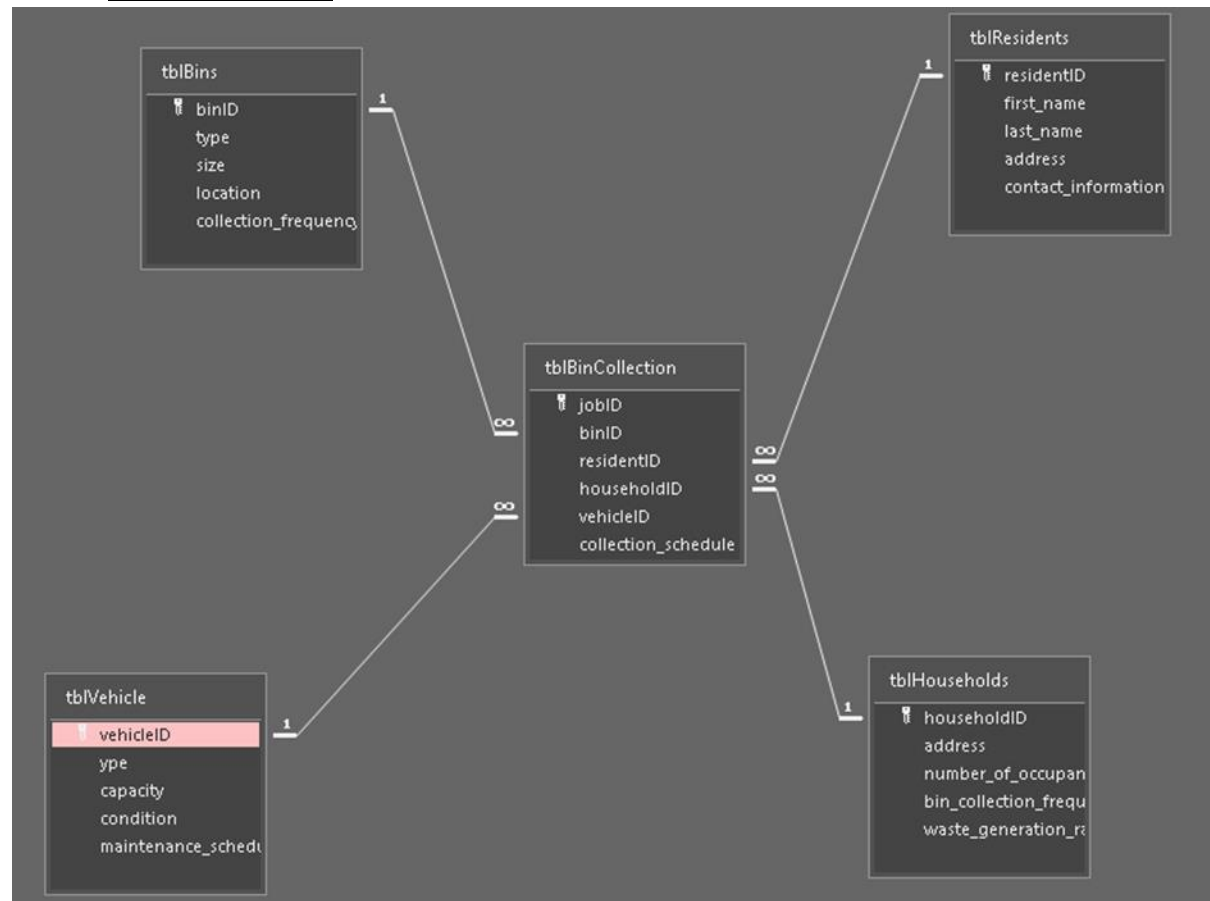 tblBins
binID
type
size
location
collection_frequency
1
tblResidents
residentID
first_name
last_name
address
contact_information
1
tblBinCollection
jobID
binID
residentID
householdID
vehicleID
collection_schedule
∞
∞
∞
∞
tblVehicle
vehicleID
ype
capacity
condition
maintenance_schedu
1
tblHouseholds
householdID
address
number_of_occupan
bin_collection_frequ
waste_generation_ra
1